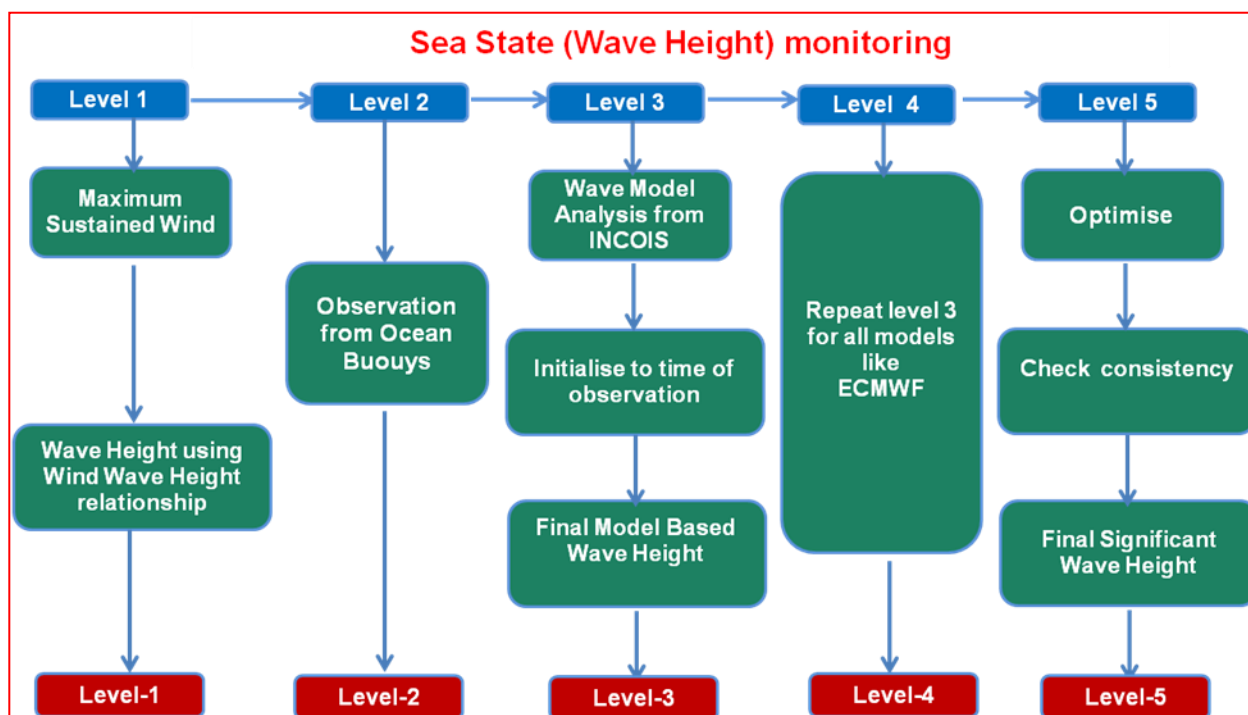 Sea State (Wave Height) monitoring
Level 1
Level 2
Level 3
Level 4
Level 5
Maximum
Sustained Wind
Wave Height using
Wind Wave Height
relationship
Level-1
Observation
from Ocean
Buouys
Level-2
Wave Model
Analysis from
INCOIS
Initialise to time of
observation
Final Model Based
Wave Height
Level-3
Repeat level 3
for all models
like
ECMWF
Level-4
Optimise
Check consistency
Final Significant
Wave Height
Level-5